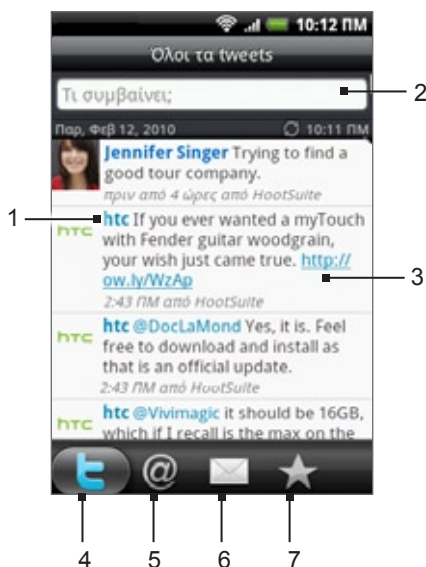 10:12 ΠΜ
Όλοι τα tweets
Τι συμβαίνει;
2
Παρ, Φεβ 12, 2010 10:11 ΠΜ
Jennifer Singer Trying to find a
good tour company.
πριν από 4 ώρες από HootSuite
1
hTC
htc If you ever wanted a myTouch
with Fender guitar woodgrain,
your wish just came true. http://
ow.ly/WzAp
3
2:43 ΠΜ από HootSuite
hTC
htc @DocLaMond Yes, it is. Feel
free to download and install as
that is an official update.
2:43 ΠΜ από HootSuite
hTC
htc @Vivimagic it should be 16GB,
which if I recall is the max on the
t @
4 5 6 7